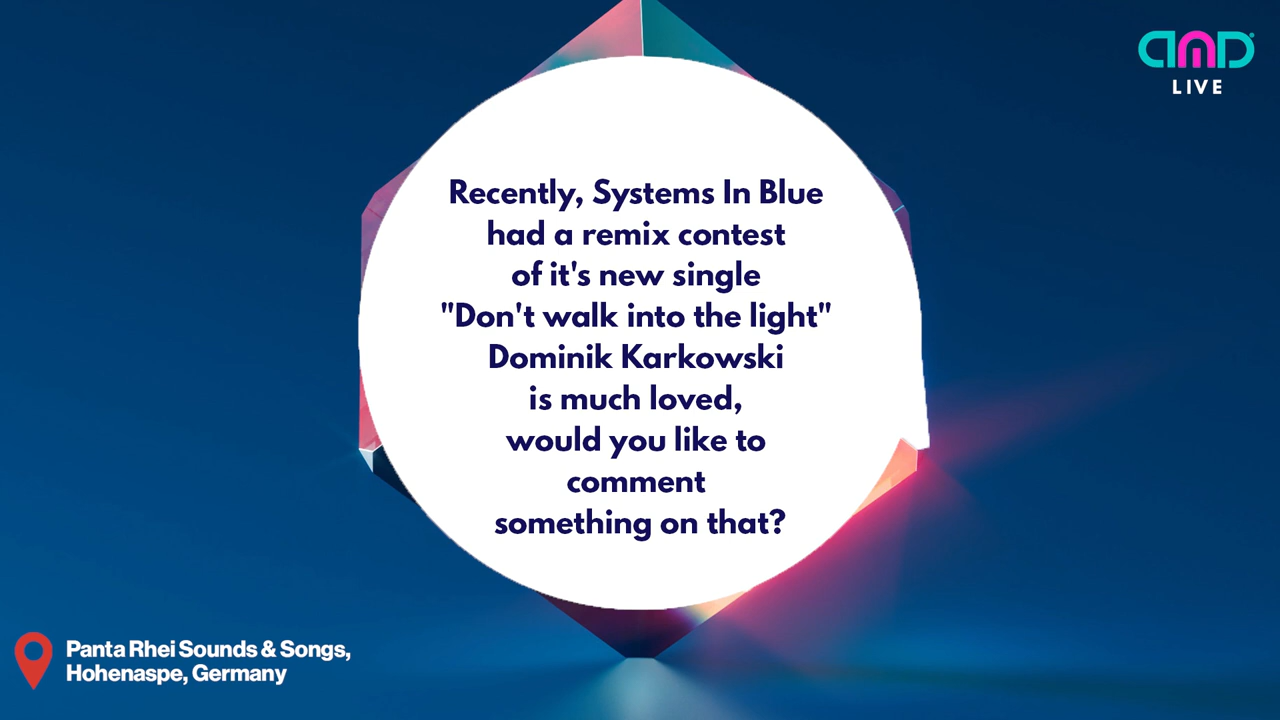 DMD
LIVE
Recently, Systems In Blue
had a remix contest
of it's new single
"Don't walk into the light"
Dominik Karkowski
is much loved,
would you like to
comment
something on that?
Panta Rhei Sounds & Songs,
Hohenaspe, Germany